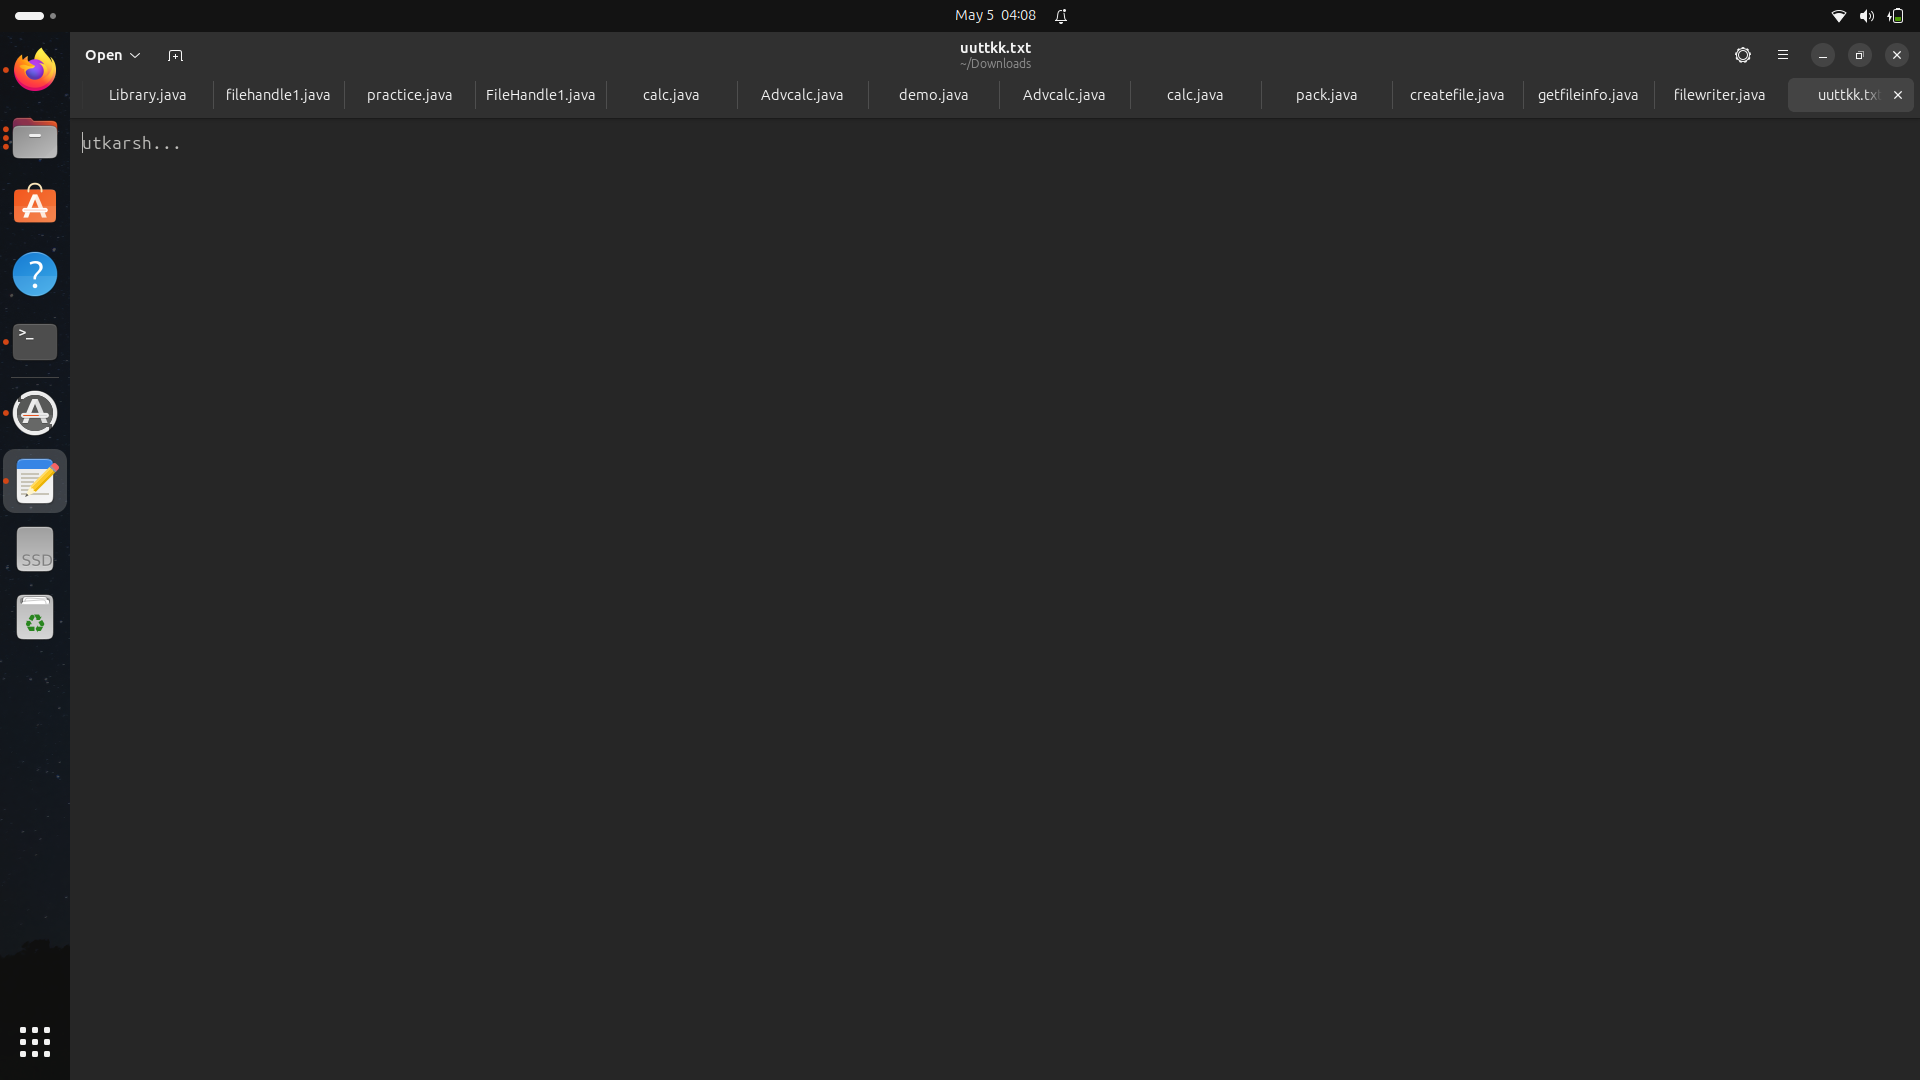 May 5 04:08
Open
uuttkk.txt
~/Downloads
Library.java
filehandle1.java
practice.java
FileHandle1.java
calc.java
Advcalc.java
demo.java
Advcalc.java
calc.java
pack.java
createfile.java
getfileinfo.java
filewriter.java
uuttkk.txt
utkarsh...
?
>_
SSD